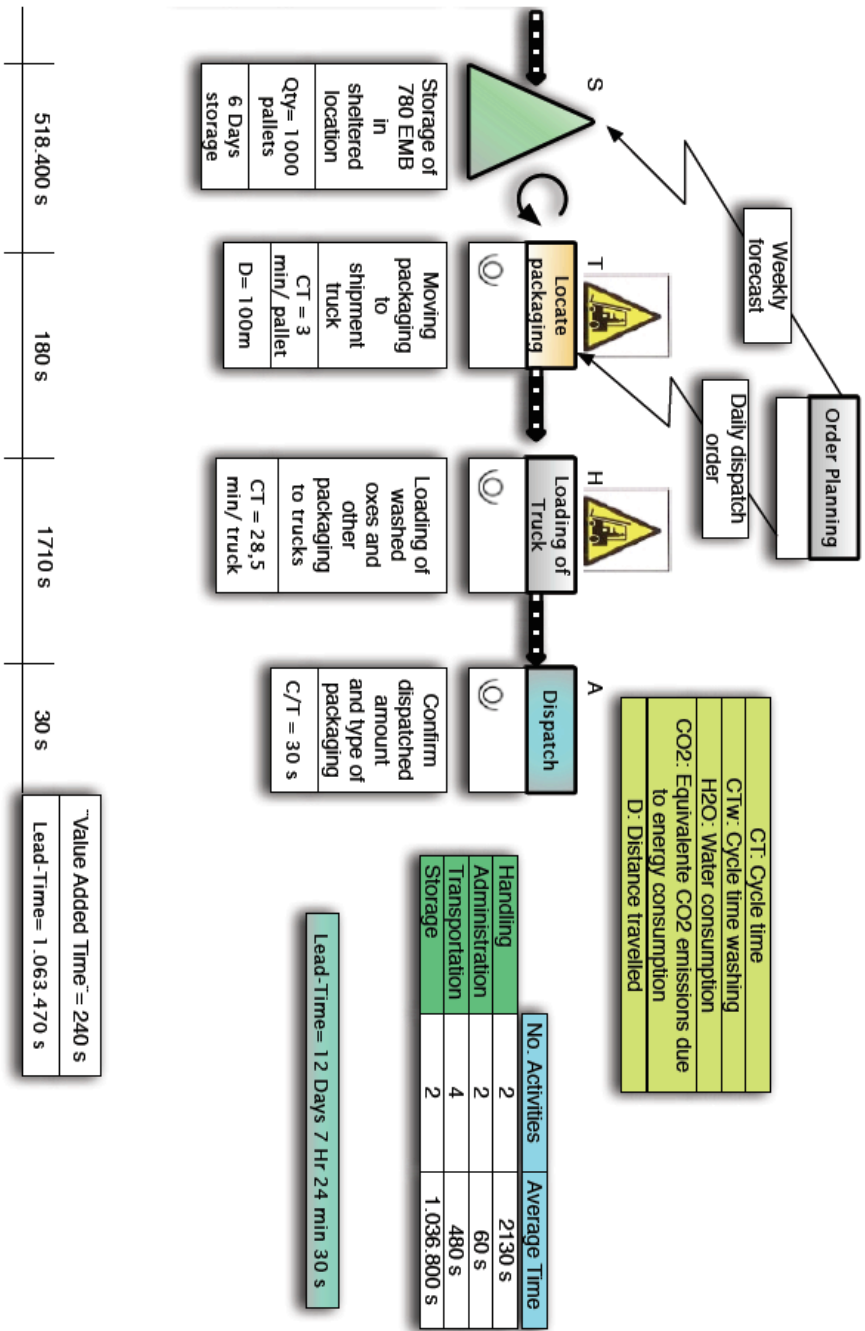 Order Planning
Weekly
forecast
Daily dispatch
order
CT: Cycle time
CTw: Cycle time washing
H2O: Water consumption
CO2: Equivalente CO2 emissions due
to energy consumption
D: Distance travelled
S
T
H
A
Locate
packaging
Loading of
Truck
Dispatch
Storage of
780 EMB
in
sheltered
location
Qty= 1000
pallets
6 Days
storage
Moving
packaging
to
shipment
truck
CT = 3
min/ pallet
D= 100m
Loading of
washed
oxes and
other
packaging
to trucks
CT = 28,5
min/ truck
Confirm
dispatched
amount
and type of
packaging
C/T = 30 s
No. Activities Average Time
Handling 2 2130 s
Administration 2 60 s
Transportation 4 480 s
Storage 2 1.036.800 s
Lead-Time= 12 Days 7 Hr 24 min 30 s
518.400 s
180 s
1710 s
30 s
¨Value Added Time¨ = 240 s
Lead-Time= 1.063.470 s